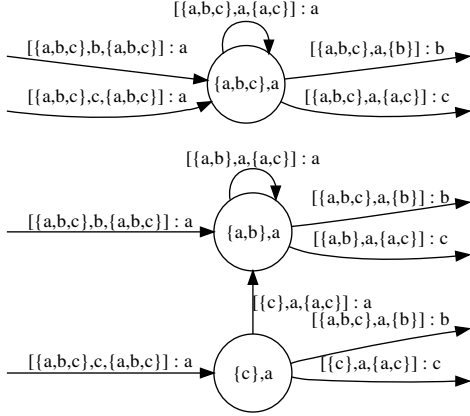 [{a,b,c},a,{a,c}] : a
[{a,b,c},b,{a,b,c}] : a
[{a,b,c},a,{b}] : b
{a,b,c},a
[{a,b,c},c,{a,b,c}] : a
[{a,b,c},a,{a,c}] : c
[{a,b},a,{a,c}] : a
[{a,b,c},a,{b}] : b
[{a,b,c},b,{a,b,c}] : a
{a,b},a
[{a,b},a,{a,c}] : c
[{c},a,{a,c}] : a
[{a,b,c},a,{b}] : b
[{a,b,c},c,{a,b,c}] : a
{c},a
[{c},a,{a,c}] : c